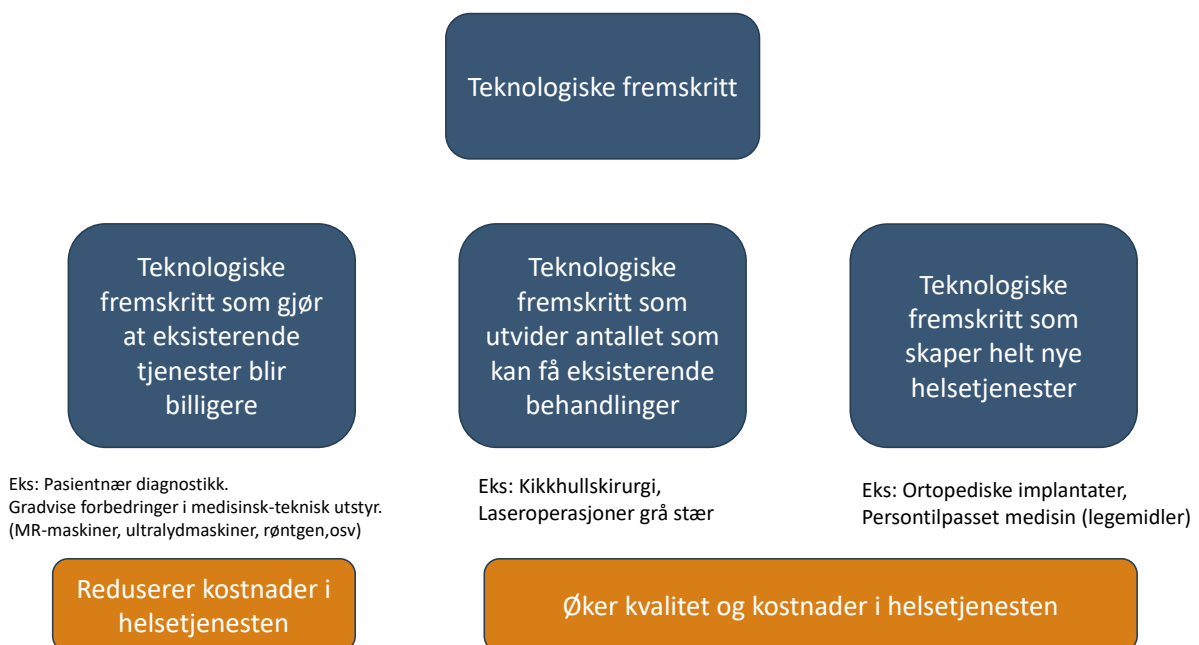 Teknologiske fremskritt
Teknologiske
fremskritt som gjør
at eksisterende
tjenester blir
billigere
Teknologiske
fremskritt som
utvider antallet som
kan få eksisterende
behandlinger
Teknologiske
fremskritt som
skaper helt nye
helsetjenester
Eks: Pasientnær diagnostikk.
Gradvise forbedringer i medisinsk-teknisk utstyr.
(MR-maskiner, ultralydmaskiner, røntgen,osv)
Eks: Kikkhullskirurgi,
Laseroperasjoner grå stær
Eks: Ortopediske implantater,
Persontilpasset medisin (legemidler)
Reduserer kostnader i
helsetjenesten
Øker kvalitet og kostnader i helsetjenesten